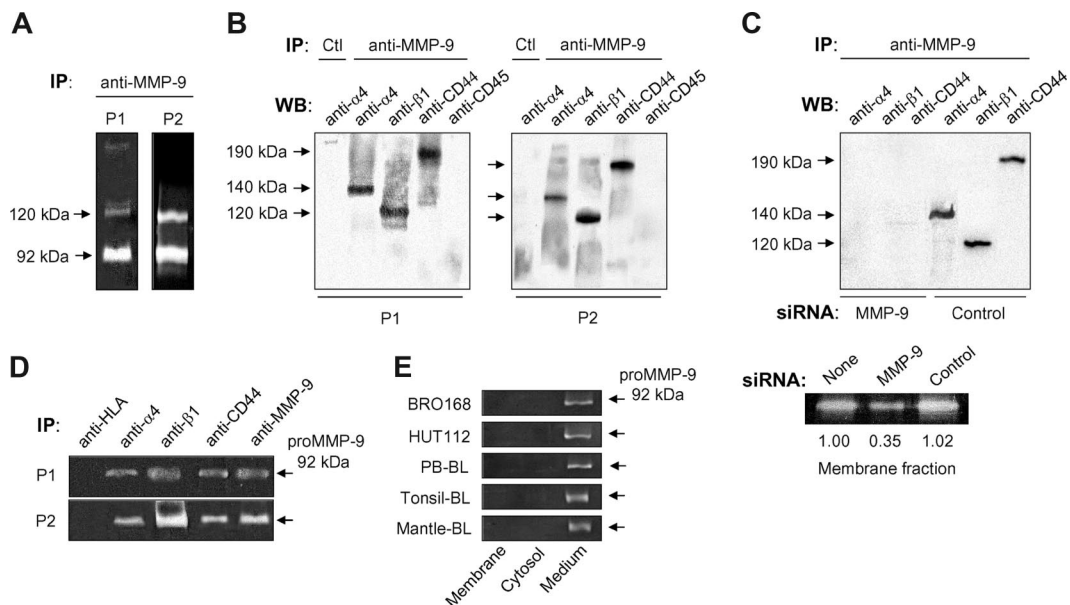 A
IP: anti-MMP-9
P1 P2
120 kDa
92 kDa
B
IP: Ctl anti-MMP-9 Ctl anti-MMP-9
WB: anti-α4 anti-α4 anti-β1 anti-CD44 anti-CD45 anti-α4 anti-α4 anti-β1 anti-CD44 anti-CD45
190 kDa
140 kDa
120 kDa
P1 P2
C
IP: anti-MMP-9
WB: anti-α4 anti-β1 anti-CD44 anti-α4 anti-β1 anti-CD44
190 kDa
140 kDa
120 kDa
siRNA: MMP-9 Control
siRNA: None MMP-9 Control
1.00 0.35 1.02
Membrane fraction
D
IP: anti-HLA anti-α4 anti-β1 anti-CD44 anti-MMP-9
proMMP-9
92 kDa
P1
P2
E
proMMP-9
92 kDa
BRO168
HUT112
PB-BL
Tonsil-BL
Mantle-BL
Membrane Cytosol Medium